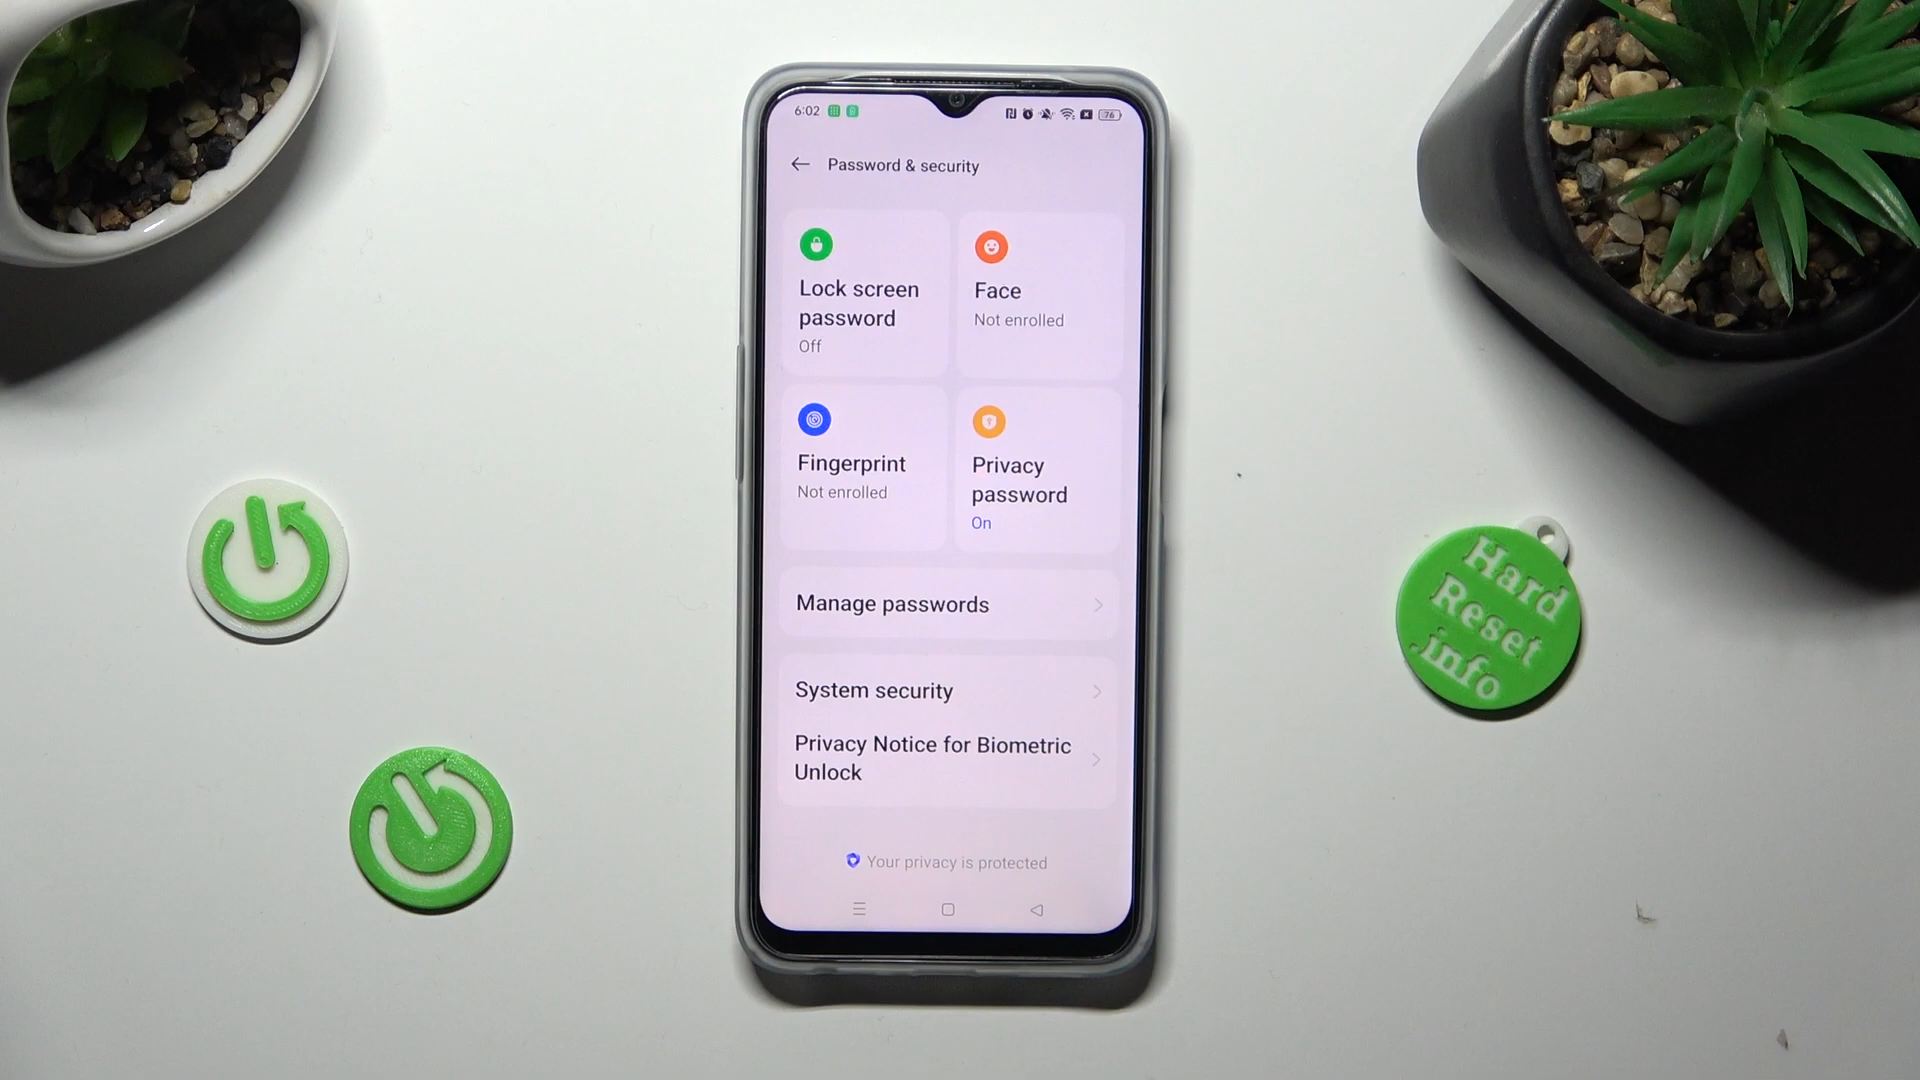 6:02
76
Password & security
Lock screen
password
Off
Face
Not enrolled
Fingerprint
Not enrolled
Privacy
password
On
Manage passwords
System security
Privacy Notice for Biometric
Unlock
Your privacy is protected
Hard
Reset
.info